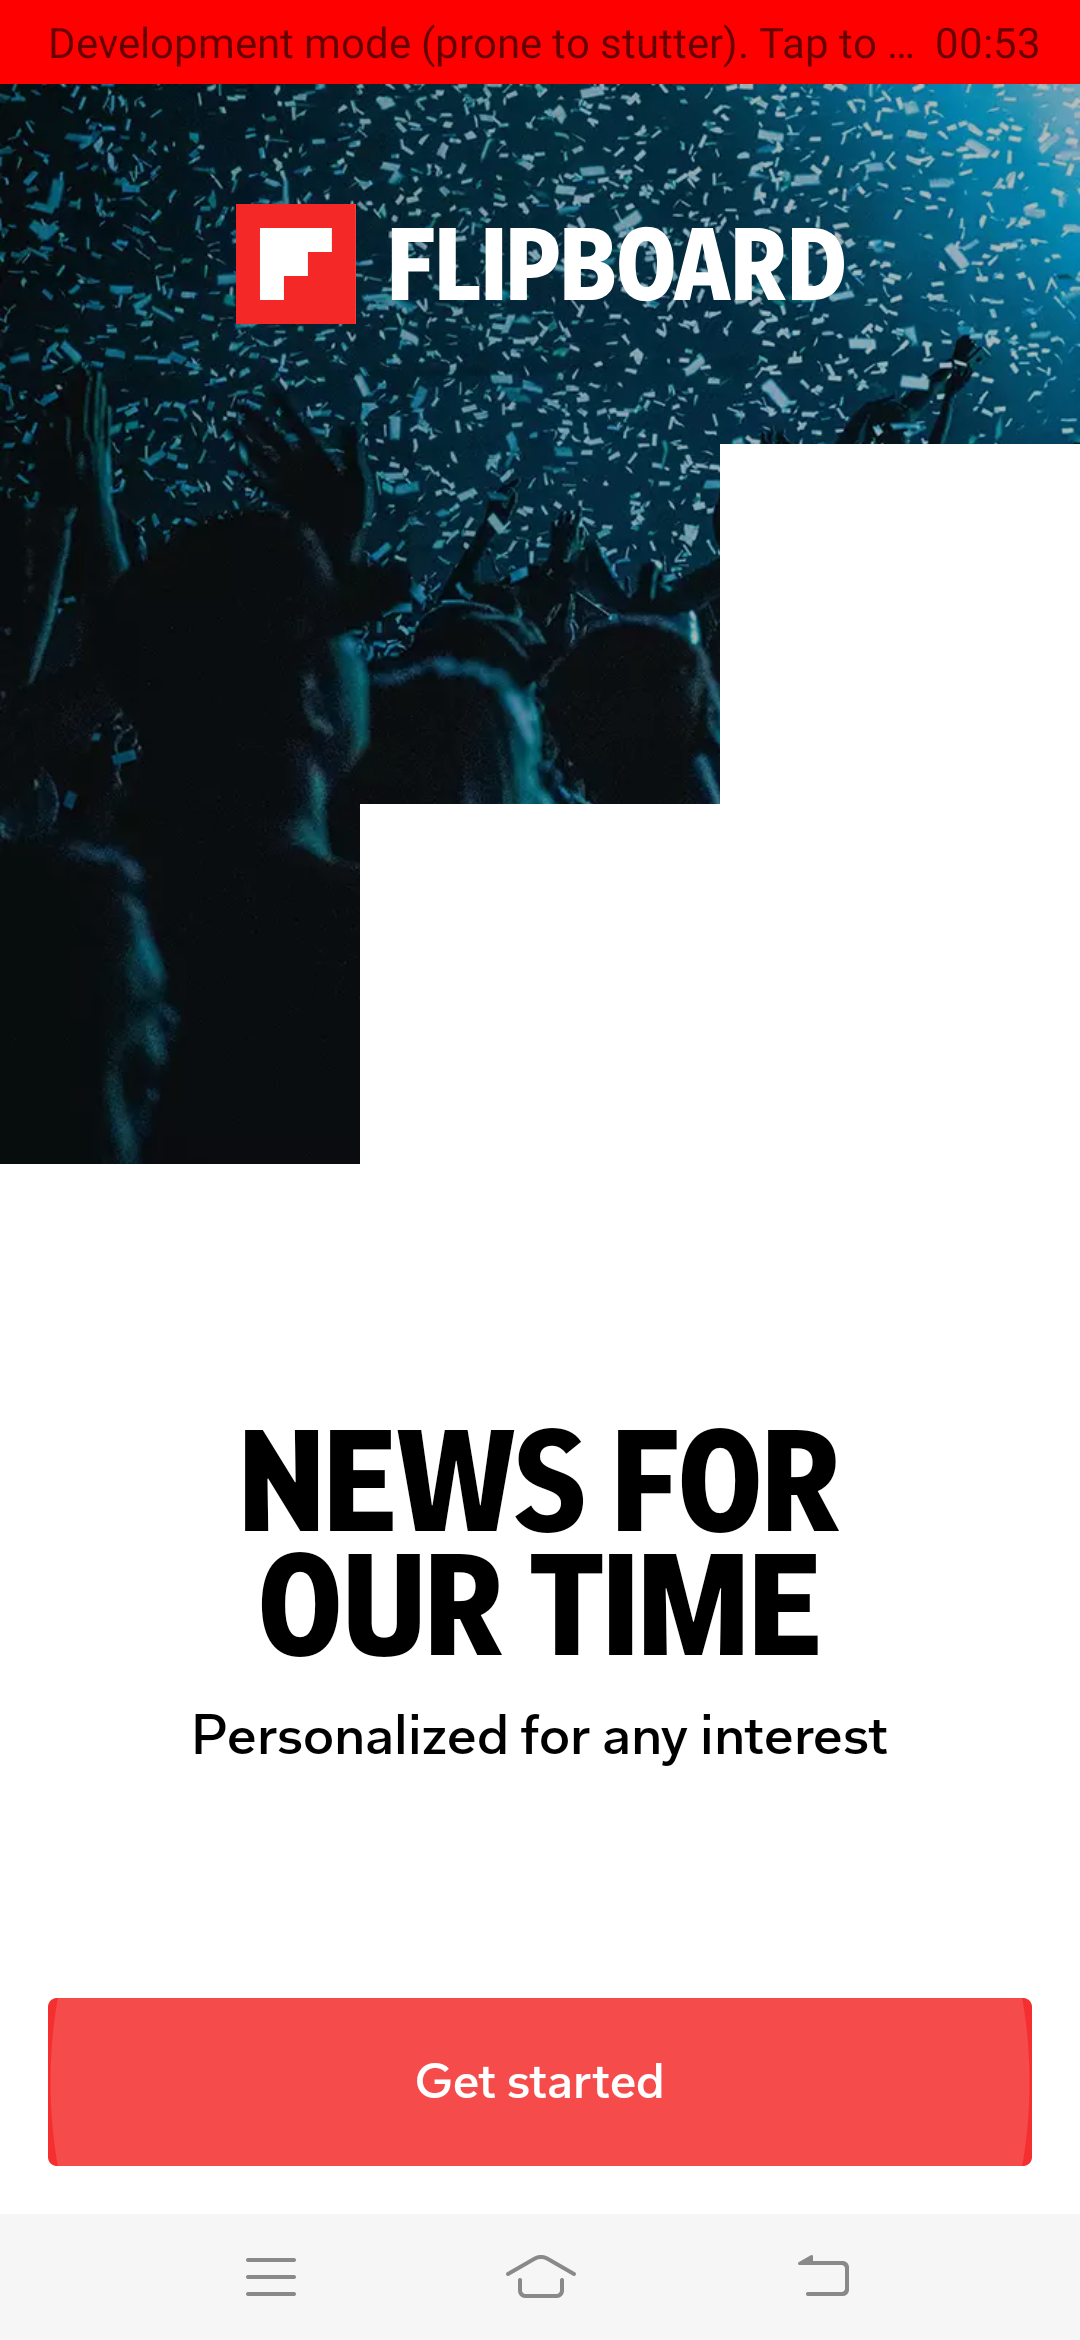 Development mode (prone to stutter). Tap to ... 00:53
FLIPBOARD
NEWS FOR
OUR TIME
Personalized for any interest
Get started